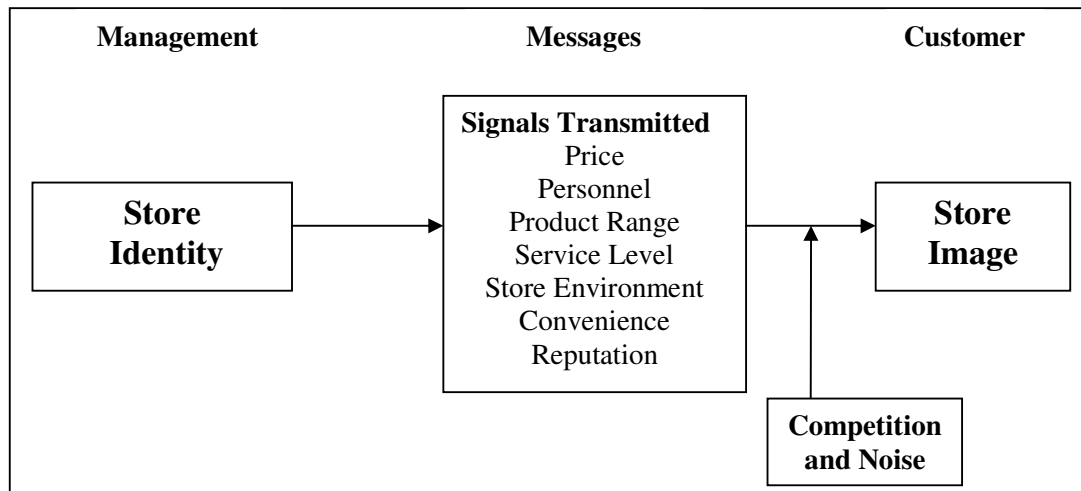 Management
Messages
Customer
Store
Identity
Signals Transmitted
Price
Personnel
Product Range
Service Level
Store Environment
Convenience
Reputation
Store
Image
Competition
and Noise